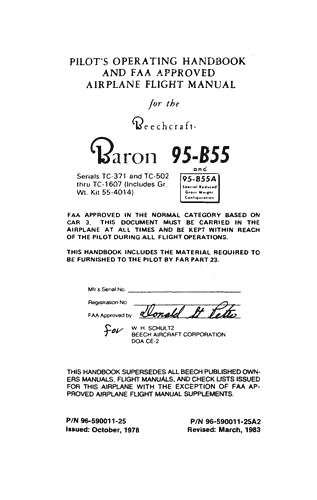 PILOT'S OPERATING HANDBOOK
AND FAA APPROVED
AIRPLANE FLIGHT MANUAL
for the
Beechcraft
Baron 95-B55
and
Serials TC-371 and TC-502
thru TC-1607 (Includes Gr.
Wt. Kit 55-4014)
95-B55A
Special Reduced
Gross Weight
Configuration
FAA APPROVED IN THE NORMAL CATEGORY BASED ON
CAR 3. THIS DOCUMENT MUST BE CARRIED IN THE
AIRPLANE AT ALL TIMES AND BE KEPT WITHIN REACH
OF THE PILOT DURING ALL FLIGHT OPERATIONS.
THIS HANDBOOK INCLUDES THE MATERIAL REQUIRED TO
BE FURNISHED TO THE PILOT BY FAR PART 23.
Mfr's Serial No.
Registration No
FAA Approved by Donald H
for W. H. SCHULTZ
BEECH AIRCRAFT CORPORATION
DOA CE-2
THIS HANDBOOK SUPERSEDES ALL BEECH PUBLISHED OWN-
ERS MANUALS, FLIGHT MANUALS, AND CHECK LISTS ISSUED
FOR THIS AIRPLANE WITH THE EXCEPTION OF FAA AP-
PROVED AIRPLANE FLIGHT MANUAL SUPPLEMENTS.
P/N 96-590011-25 P/N 96-590011-25A2
Issued: October, 1978 Revised: March, 1983